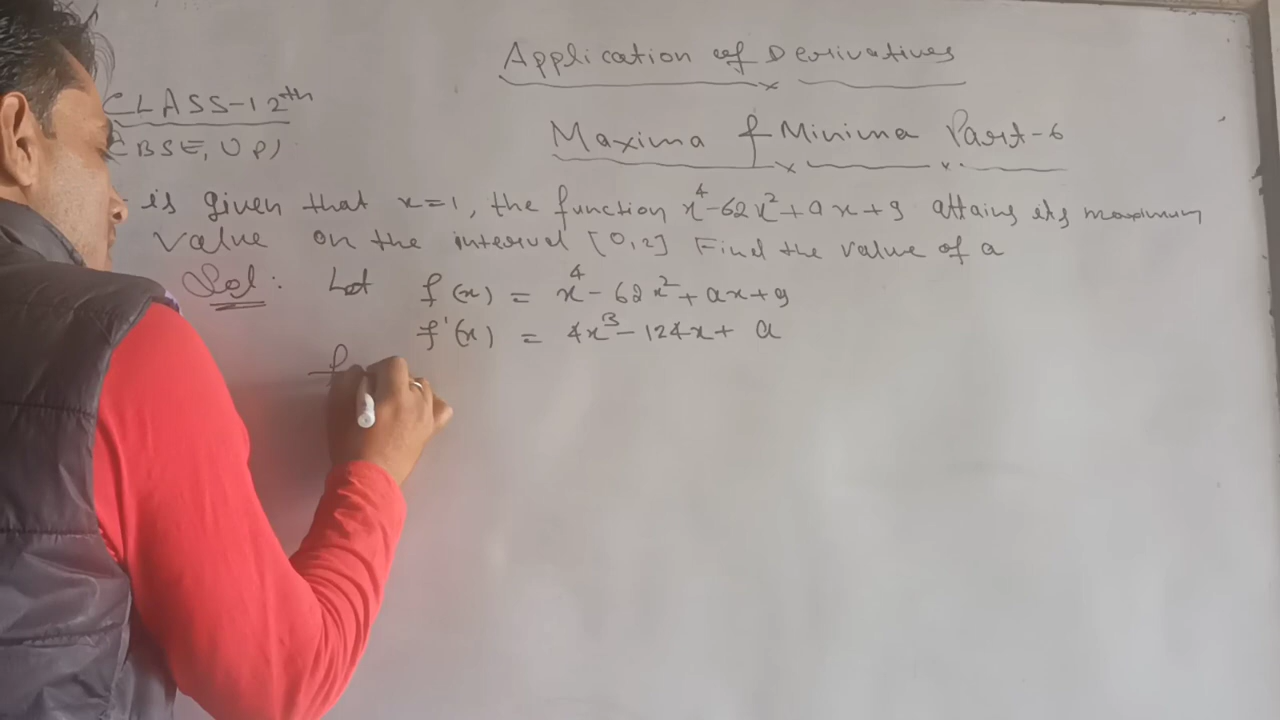 Application of Derivatives
CLASS-12th
Maxima & Minima Part-6
CBSE, UP)
is given that x=1, the function x⁴-62x²+ax+9 attains its maximum
value on the interval [0,2] Find the value of a
Sol: Let f(x) = x⁴-62x²+ax+9
f'(x) = 4x³-124x+ a
f